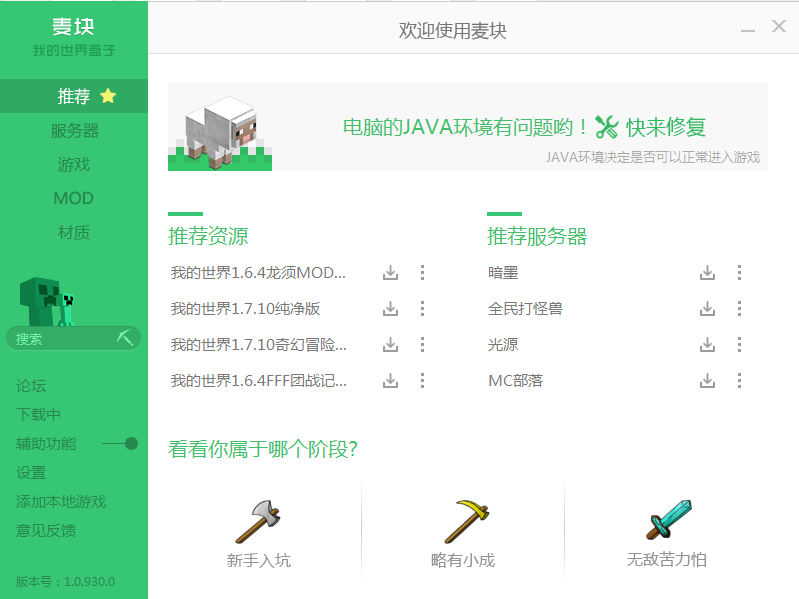 麦块
我的世界盒子
推荐
服务器
游戏
MOD
材质
搜索
论坛
下载中
辅助功能
设置
添加本地游戏
意见反馈
版本号：1.0.930.0
欢迎使用麦块
电脑的JAVA环境有问题哟！ 快来修复
JAVA环境决定是否可以正常进入游戏
推荐资源
我的世界1.6.4龙须MOD...
我的世界1.7.10纯净版
我的世界1.7.10奇幻冒险...
我的世界1.6.4FFF团战记...
推荐服务器
暗墨
全民打怪兽
光源
MC部落
看看你属于哪个阶段?
新手入坑
略有小成
无敌苦力怕